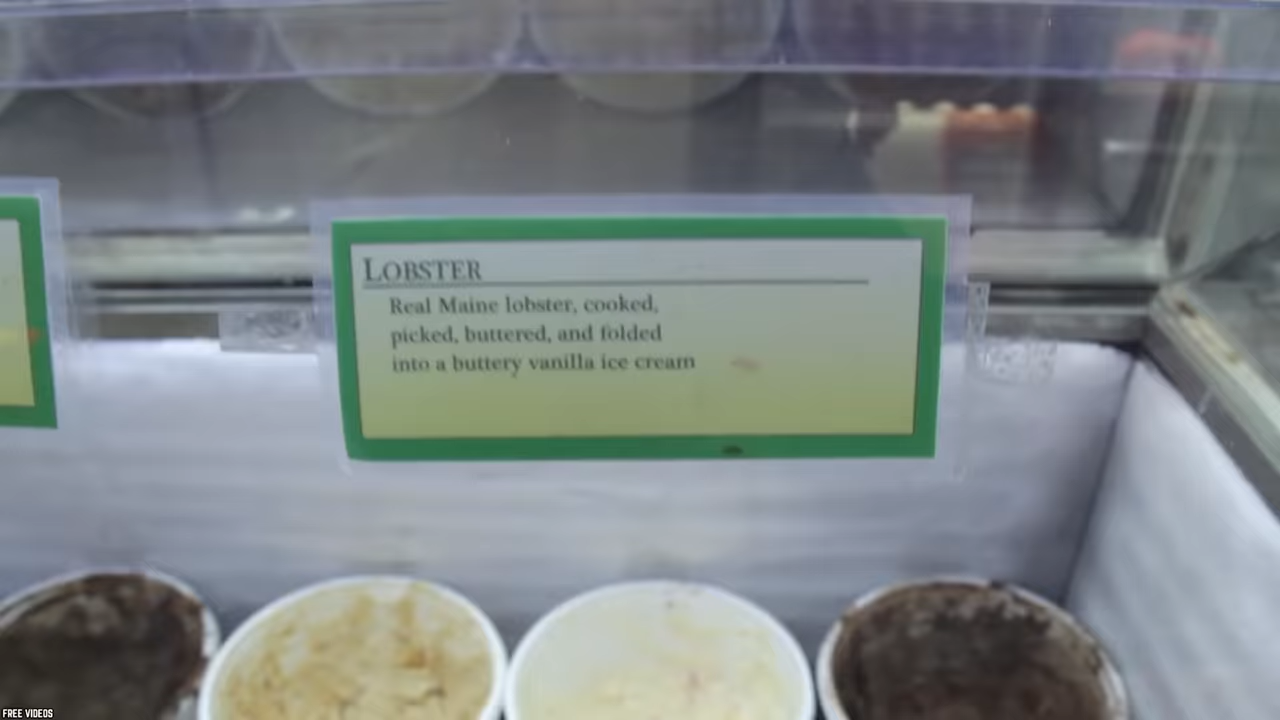 LOBSTER
Real Maine lobster, cooked,
picked, buttered, and folded
into a buttery vanilla ice cream
FREE VIDEOS